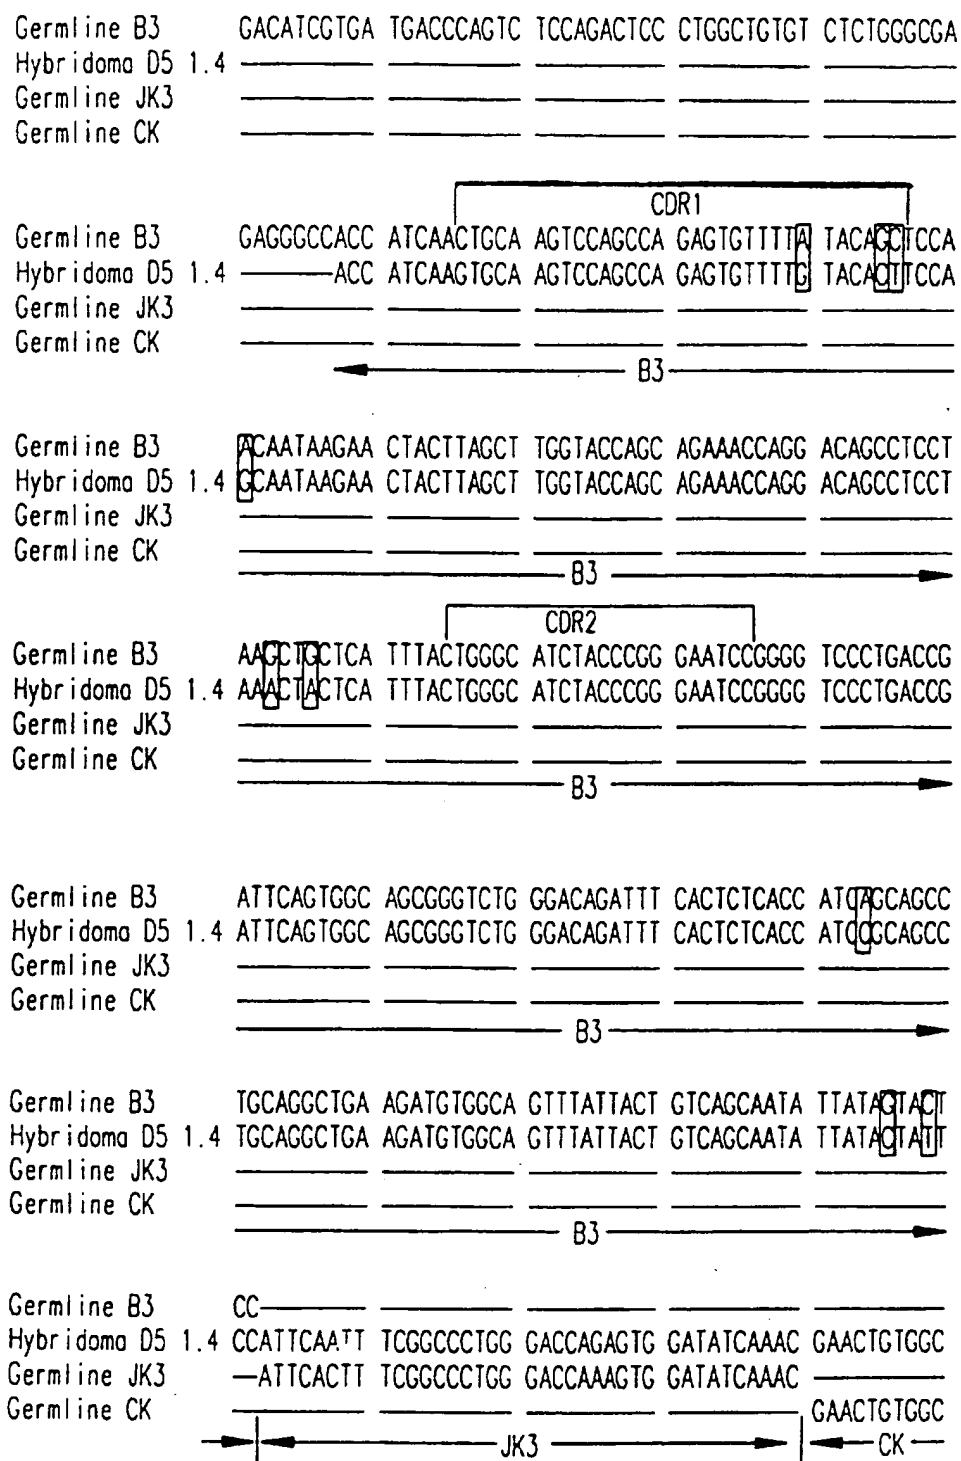 Germline B3 GACATCGTGA TGACCCAGTC TCCAGACTCC CTGGCTGTGT CTCTGGGCGA
Hybridoma D5 1.4
Germline JK3
Germline CK
CDR1
Germline B3 GAGGGCCACC ATCAACTGCA AGTCCAGCCA GAGTGTTTTA TACAGCTCCA
Hybridoma D5 1.4 ACC ATCAAGTGCA AGTCCAGCCA GAGTGTTTTG TACACTTCCA
Germline JK3
Germline CK
B3
Germline B3 ACAATAAGAA CTACTTAGCT TGGTACCAGC AGAAACCAGG ACAGCCTCCT
Hybridoma D5 1.4 GCAATAAGAA CTACTTAGCT TGGTACCAGC AGAAACCAGG ACAGCCTCCT
Germline JK3
Germline CK
B3
CDR2
Germline B3 AAGCTGCTCA TTTACTGGGC ATCTACCCGG GAATCCGGGG TCCCTGACCG
Hybridoma D5 1.4 AAACTACTCA TTTACTGGGC ATCTACCCGG GAATCCGGGG TCCCTGACCG
Germline JK3
Germline CK
B3
Germline B3 ATTCAGTGGC AGCGGGTCTG GGACAGATTT CACTCTCACC ATCAGCAGCC
Hybridoma D5 1.4 ATTCAGTGGC AGCGGGTCTG GGACAGATTT CACTCTCACC ATCCGCAGCC
Germline JK3
Germline CK
B3
Germline B3 TGCAGGCTGA AGATGTGGCA GTTTATTACT GTCAGCAATA TTATAGTACT
Hybridoma D5 1.4 TGCAGGCTGA AGATGTGGCA GTTTATTACT GTCAGCAATA TTATACTATT
Germline JK3
Germline CK
B3
Germline B3 CC
Hybridoma D5 1.4 CCATTCAATT TCGGCCCTGG GACCAGAGTG GATATCAAAC GAACTGTGGC
Germline JK3 ATTCACTT TCGGCCCTGG GACCAAAGTG GATATCAAAC
Germline CK GAACTGTGGC
JK3 CK